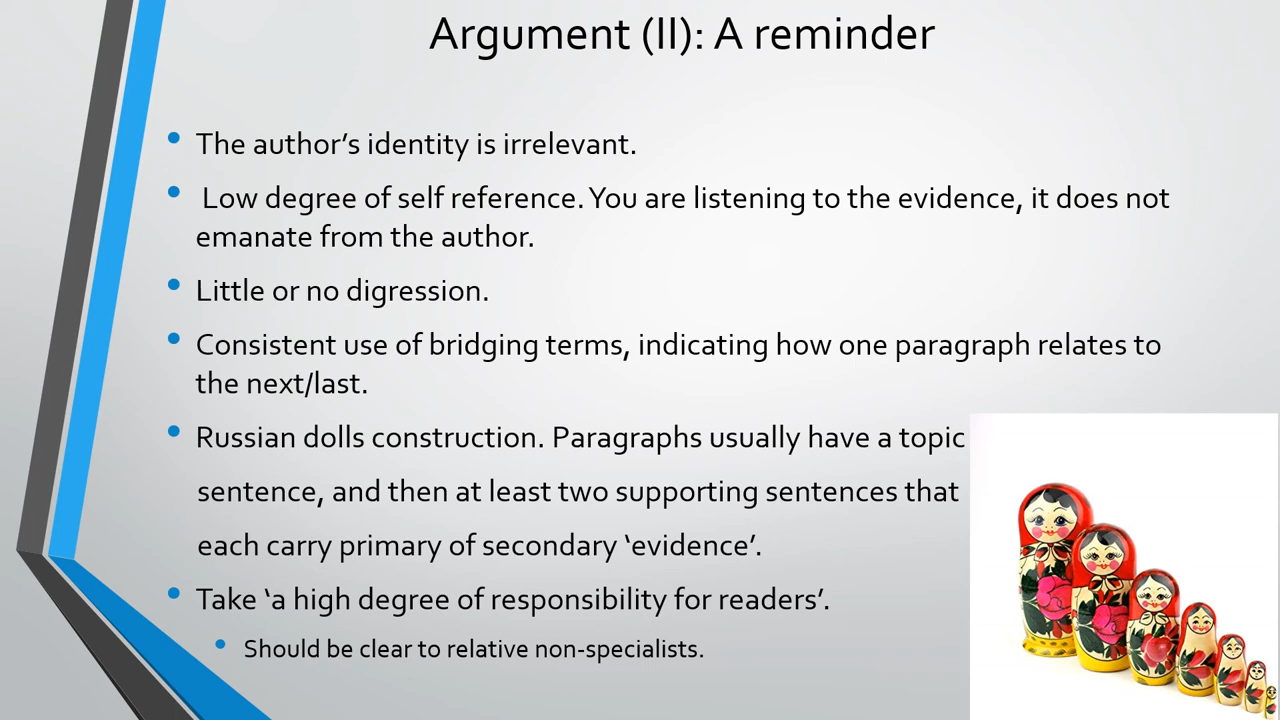 Argument (II): A reminder
The author’s identity is irrelevant.
Low degree of self reference. You are listening to the evidence, it does not
emanate from the author.
Little or no digression.
Consistent use of bridging terms, indicating how one paragraph relates to
the next/last.
Russian dolls construction. Paragraphs usually have a topic
sentence, and then at least two supporting sentences that
each carry primary of secondary ‘evidence’.
Take ‘a high degree of responsibility for readers’.
Should be clear to relative non-specialists.